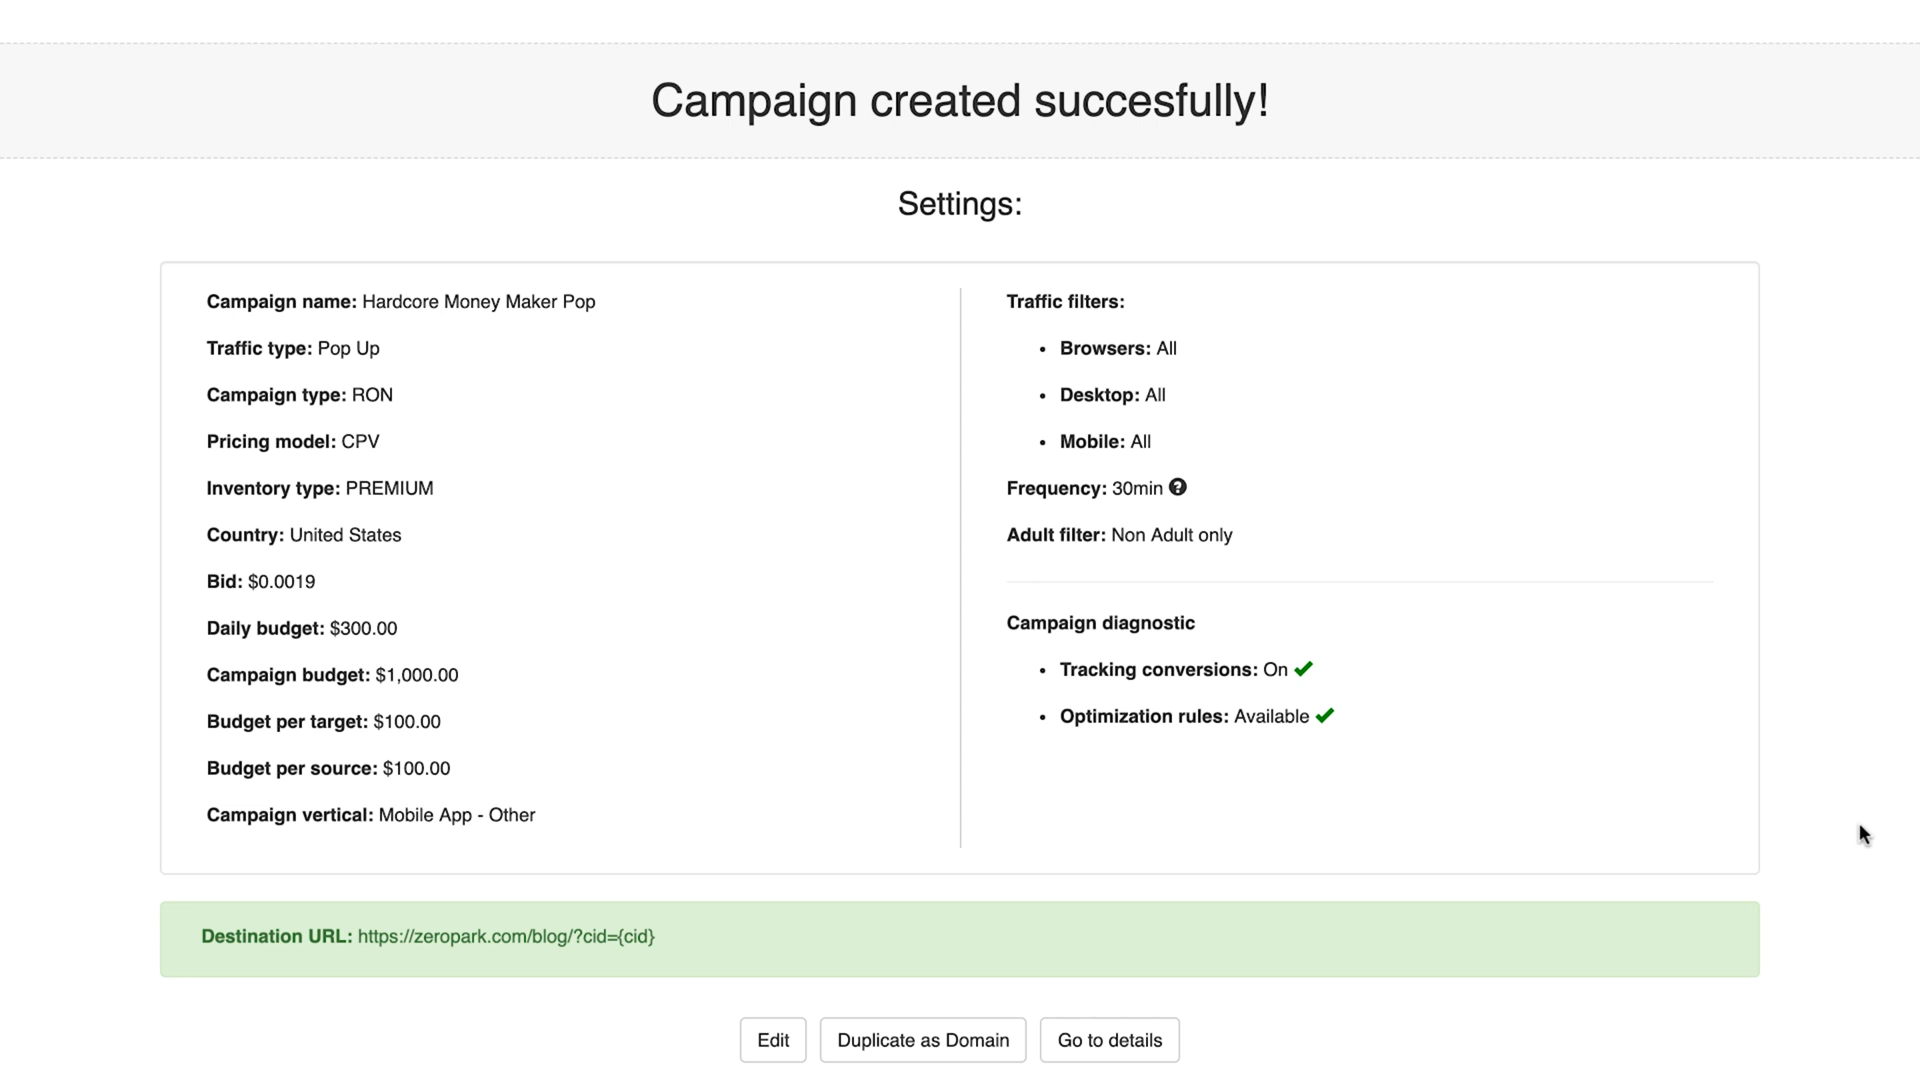 Campaign created succesfully!
Settings:
Campaign name: Hardcore Money Maker Pop
Traffic type: Pop Up
Campaign type: RON
Pricing model: CPV
Inventory type: PREMIUM
Country: United States
Bid: $0.0019
Daily budget: $300.00
Campaign budget: $1,000.00
Budget per target: $100.00
Budget per source: $100.00
Campaign vertical: Mobile App - Other
Traffic filters:
• Browsers: All
• Desktop: All
• Mobile: All
Frequency: 30min ?
Adult filter: Non Adult only
Campaign diagnostic
• Tracking conversions: On ✔
• Optimization rules: Available ✔
Destination URL: https://zeropark.com/blog/?cid={cid}
Edit
Duplicate as Domain
Go to details